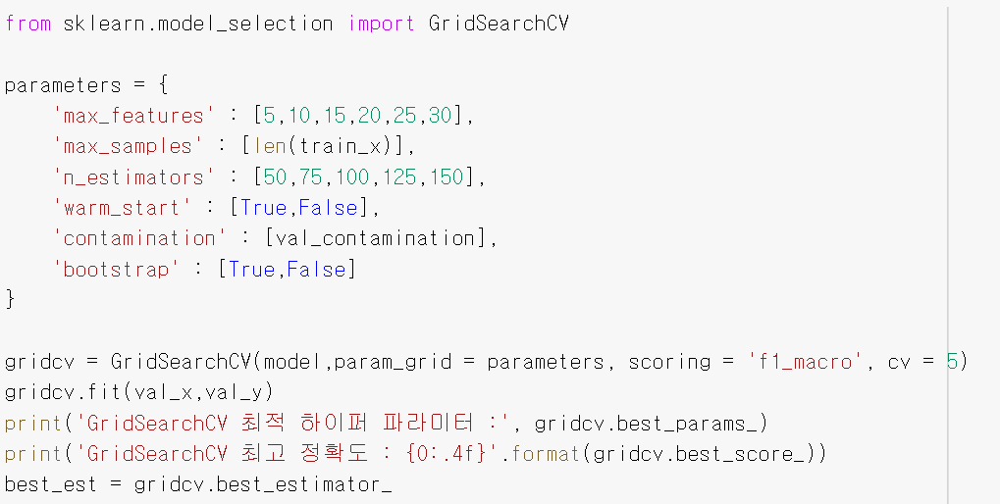 from sklearn.model_selection import GridSearchCV
parameters = {
'max_features' : [5,10,15,20,25,30],
'max_samples' : [len(train_x)],
'n_estimators' : [50,75,100,125,150],
'warm_start' : [True,False],
'contamination' : [val_contamination],
'bootstrap' : [True,False]
}
gridcv = GridSearchCV(model,param_grid = parameters, scoring = 'f1_macro', cv = 5)
gridcv.fit(val_x,val_y)
print('GridSearchCV 최적 하이퍼 파라미터 :', gridcv.best_params_)
print('GridSearchCV 최고 정확도 : {0:.4f}'.format(gridcv.best_score_))
best_est = gridcv.best_estimator_